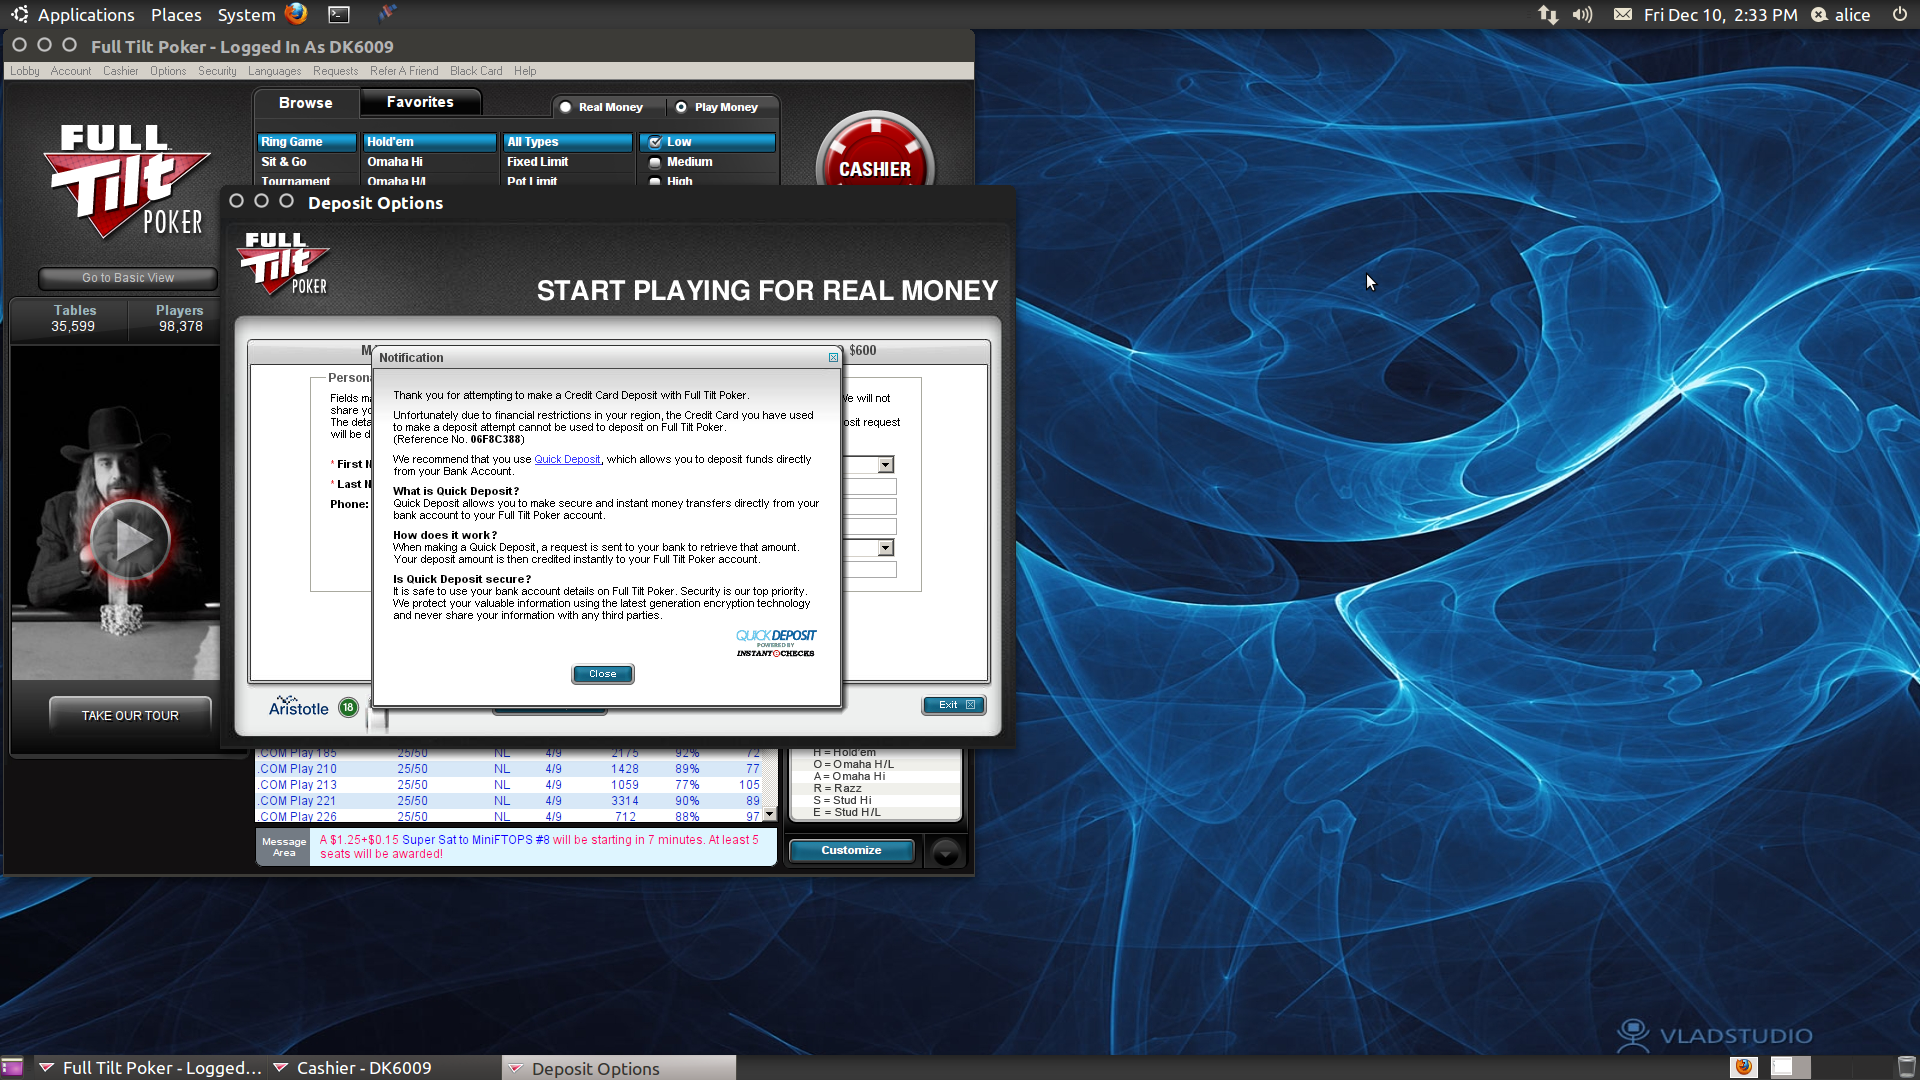 Applications Places System
Fri Dec 10, 2:33 PM alice
Full Tilt Poker - Logged In As DK6009
Lobby Account Cashier Options Security Languages Requests Refer A Friend Black Card Help
FULL
Tilt
POKER
Browse Favorites
Real Money Play Money
Ring Game Hold'em All Types Low
Sit & Go Omaha Hi Fixed Limit Medium
Tournament Omaha H/L Pot Limit High
CASHIER
Go to Basic View
Tables Players
35,599 98,378
TAKE OUR TOUR
Deposit Options
FULL
Tilt
POKER
START PLAYING FOR REAL MONEY
$600
Fields
share
We will not
The
will be
request
* First
* Last
Phone:
Notification
Thank you for attempting to make a Credit Card Deposit with Full Tilt Poker.
Unfortunately due to financial restrictions in your region, the Credit Card you have used
to make a deposit attempt cannot be used to deposit on Full Tilt Poker.
(Reference No. 06F8C388)
We recommend that you use Quick Deposit, which allows you to deposit funds directly
from your Bank Account.
What is Quick Deposit?
Quick Deposit allows you to make secure and instant money transfers directly from your
bank account to your Full Tilt Poker account.
How does it work?
When making a Quick Deposit, a request is sent to your bank to retrieve that amount.
Your deposit amount is then credited instantly to your Full Tilt Poker account.
Is Quick Deposit secure?
It is safe to use your bank account details on Full Tilt Poker. Security is our top priority.
We protect your valuable information using the latest generation encryption technology
and never share your information with any third parties.
QUICK DEPOSIT
POWERED BY
INSTANT CHECKS
Close
Aristotle 18
Exit
.COM Play 185 25/50 NL 4/9 2175 92% 72
.COM Play 210 25/50 NL 4/9 1428 89% 77
.COM Play 213 25/50 NL 4/9 1059 77% 105
.COM Play 221 25/50 NL 4/9 3314 90% 89
.COM Play 226 25/50 NL 4/9 712 88% 97
H = Hold'em
O = Omaha H/L
A = Omaha Hi
R = Razz
S = Stud Hi
E = Stud H/L
Message
Area
A $1.25+$0.15 Super Sat to MiniFTOPS #8 will be starting in 7 minutes. At least 5
seats will be awarded!
Customize
VLADSTUDIO
Full Tilt Poker - Logged... Cashier - DK6009 Deposit Options